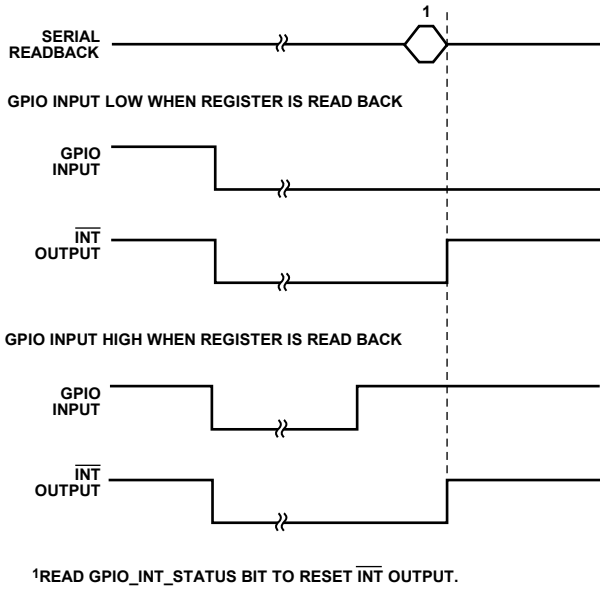 1
SERIAL
READBACK
GPIO INPUT LOW WHEN REGISTER IS READ BACK
GPIO
INPUT
INT
OUTPUT
GPIO INPUT HIGH WHEN REGISTER IS READ BACK
GPIO
INPUT
INT
OUTPUT
1READ GPIO_INT_STATUS BIT TO RESET INT OUTPUT.